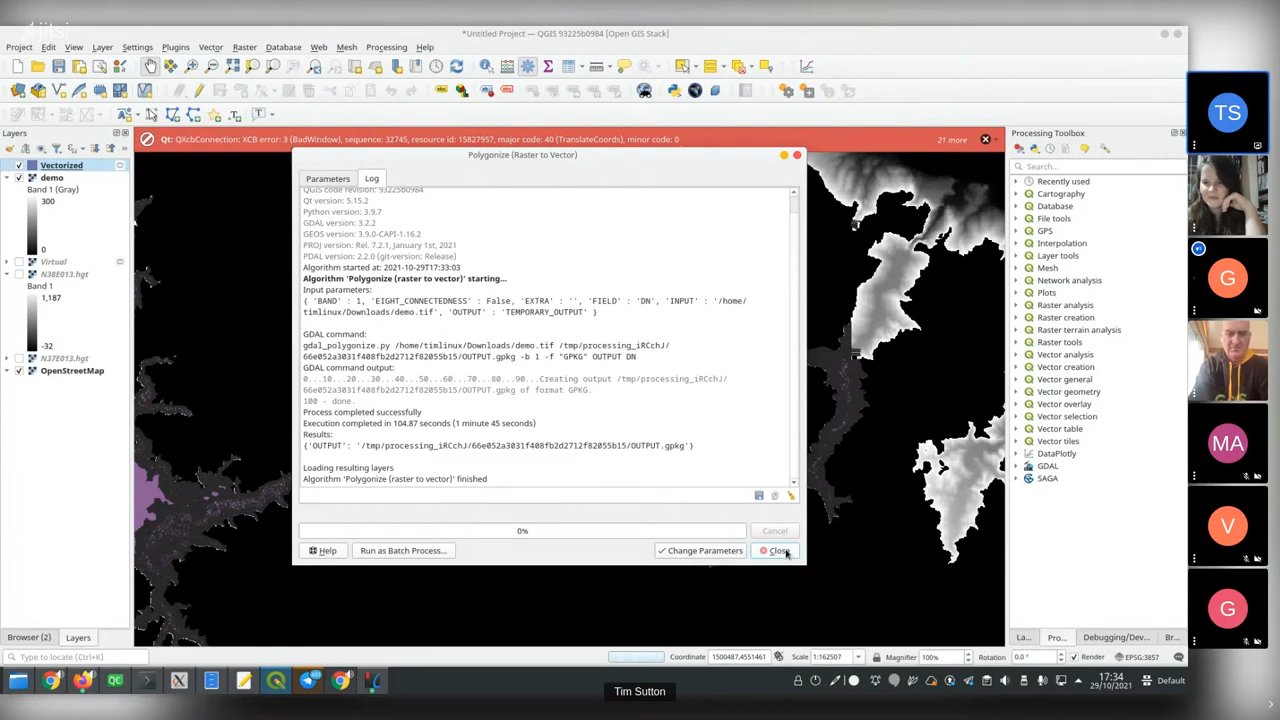 jitsi
*Untitled Project — QGIS 93225b0984 [Open GIS Stack]
Project Edit View Layer Settings Plugins Vector Raster Database Web Mesh Processing Help
Layers
Qt: QXcbConnection: XCB error: 3 (BadWindow), sequence: 32745, resource id: 15827957, major code: 40 (TranslateCoords), minor code: 0
21 more
Vectorized
demo
Band 1 (Gray)
300
0
Virtual
N38E013.hgt
Band 1
1,187
-32
N37E013.hgt
OpenStreetMap
Browser (2)
Layers
Polygonize (Raster to Vector)
Parameters
Log
QGIS code revision: 93225b0984
Qt version: 5.15.2
Python version: 3.9.7
GDAL version: 3.2.2
GEOS version: 3.9.0-CAPI-1.16.2
PROJ version: Rel. 7.2.1, January 1st, 2021
PDAL version: 2.2.0 (git-version: Release)
Algorithm started at: 2021-10-29T17:33:03
Algorithm 'Polygonize (raster to vector)' starting...
Input parameters:
{ 'BAND' : 1, 'EIGHT_CONNECTEDNESS' : False, 'EXTRA' : '', 'FIELD' : 'DN', 'INPUT' : '/home/
timlinux/Downloads/demo.tif', 'OUTPUT' : 'TEMPORARY_OUTPUT' }
GDAL command:
gdal_polygonize.py /home/timlinux/Downloads/demo.tif /tmp/processing_iRCchJ/
66e052a3031f408fb2d2712f82055b15/OUTPUT.gpkg -b 1 -f "GPKG" OUTPUT DN
GDAL command output:
0...10...20...30...40...50...60...70...80...90...Creating output /tmp/processing_iRCchJ/
66e052a3031f408fb2d2712f82055b15/OUTPUT.gpkg of format GPKG.
100 - done.
Process completed successfully
Execution completed in 104.87 seconds (1 minute 45 seconds)
Results:
{'OUTPUT': '/tmp/processing_iRCchJ/66e052a3031f408fb2d2712f82055b15/OUTPUT.gpkg'}
Loading resulting layers
Algorithm 'Polygonize (raster to vector)' finished
0%
Cancel
Help
Run as Batch Process...
Change Parameters
Close
Processing Toolbox
Search...
Recently used
Cartography
Database
File tools
GPS
Interpolation
Layer tools
Mesh
Network analysis
Plots
Raster analysis
Raster creation
Raster terrain analysis
Raster tools
Vector analysis
Vector creation
Vector general
Vector geometry
Vector overlay
Vector selection
Vector table
Vector tiles
DataPlotly
GDAL
SAGA
La... Pro... Debugging/Dev... Br...
Type to locate (Ctrl+K)
Coordinate 1500487,4551461
Scale 1:162507
Magnifier 100%
Rotation 0.0 °
Render
EPSG:3857
17:34
29/10/2021
Default
TS
G
MA
V
G
Tim Sutton